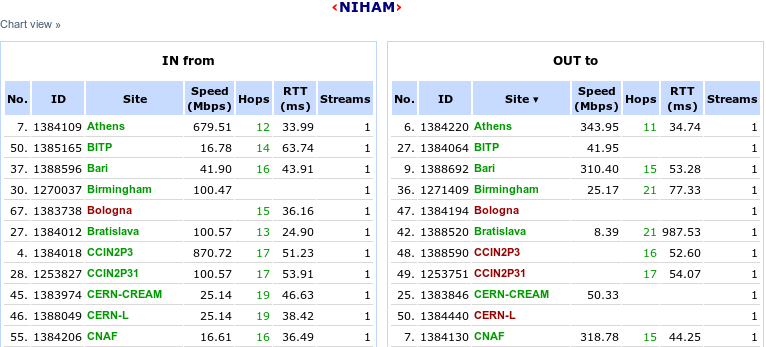 <NIHAM>
Chart view »
IN from
No. ID Site Speed (Mbps) Hops RTT (ms) Streams
7. 1384109 Athens 679.51 12 33.99 1
50. 1385165 BITP 16.78 14 63.74 1
37. 1388596 Bari 41.90 16 43.91 1
30. 1270037 Birmingham 100.47 1
67. 1383738 Bologna 15 36.16 1
27. 1384012 Bratislava 100.57 13 24.90 1
4. 1384018 CCIN2P3 870.72 17 51.23 1
28. 1253827 CCIN2P31 100.57 17 53.91 1
45. 1383974 CERN-CREAM 25.14 19 46.63 1
46. 1388049 CERN-L 25.14 19 38.42 1
55. 1384206 CNAF 16.61 16 36.49 1
OUT to
No. ID Site ▾ Speed (Mbps) Hops RTT (ms) Streams
6. 1384220 Athens 343.95 11 34.74 1
27. 1384064 BITP 41.95 1
9. 1388692 Bari 310.40 15 53.28 1
36. 1271409 Birmingham 25.17 21 77.33 1
47. 1384194 Bologna 1
42. 1388520 Bratislava 8.39 21 987.53 1
48. 1388590 CCIN2P3 16 52.60 1
49. 1253751 CCIN2P31 17 54.07 1
25. 1383846 CERN-CREAM 50.33 1
50. 1384440 CERN-L 1
7. 1384130 CNAF 318.78 15 44.25 1